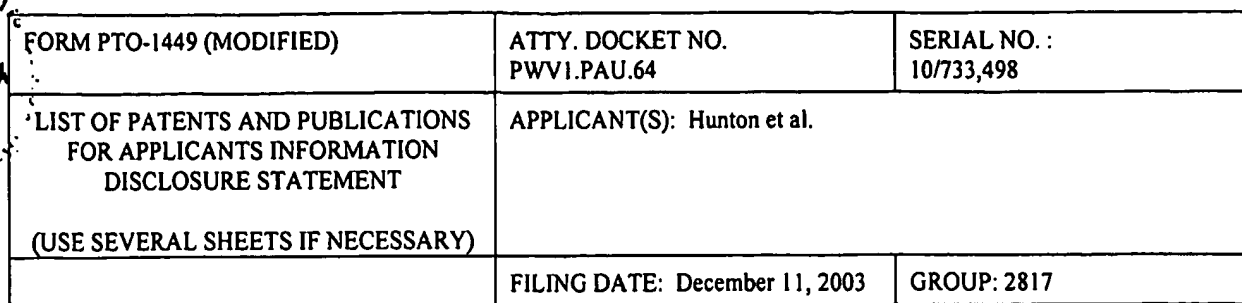 FORM PTO-1449 (MODIFIED)
ATTY. DOCKET NO.
PWV1.PAU.64
SERIAL NO. :
10/733,498
LIST OF PATENTS AND PUBLICATIONS
FOR APPLICANTS INFORMATION
DISCLOSURE STATEMENT
(USE SEVERAL SHEETS IF NECESSARY)
APPLICANT(S): Hunton et al.
FILING DATE: December 11, 2003
GROUP: 2817